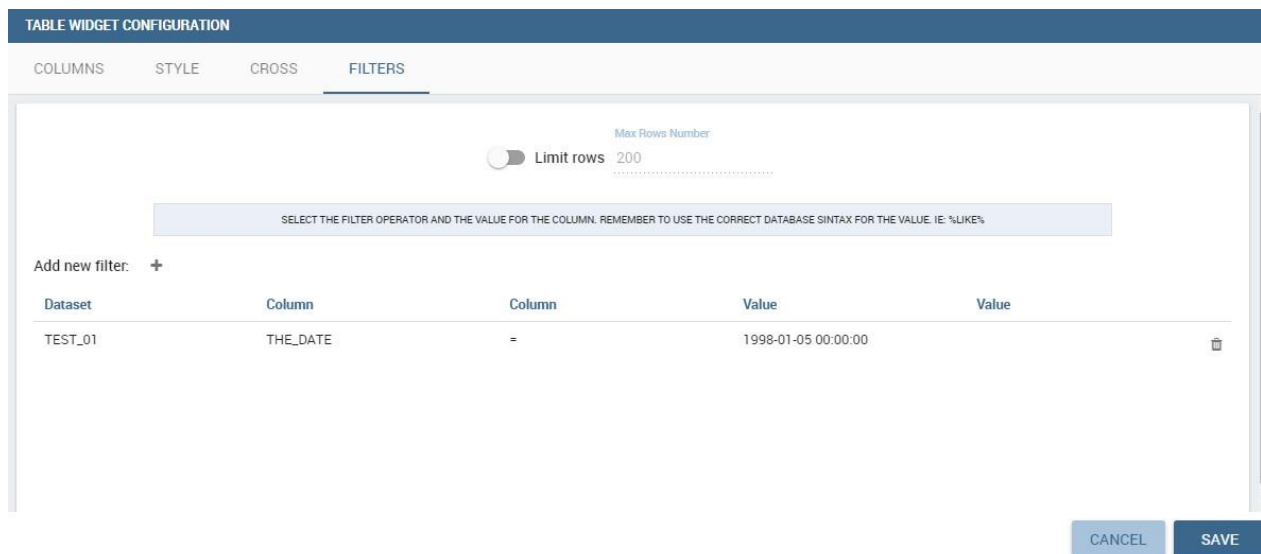 TABLE WIDGET CONFIGURATION
COLUMNS STYLE CROSS FILTERS
Max Rows Number
Limit rows 200
SELECT THE FILTER OPERATOR AND THE VALUE FOR THE COLUMN. REMEMBER TO USE THE CORRECT DATABASE SINTAX FOR THE VALUE. IE: %LIKE%
Add new filter: +
Dataset Column Column Value Value
TEST_01 THE_DATE = 1998-01-05 00:00:00
CANCEL SAVE